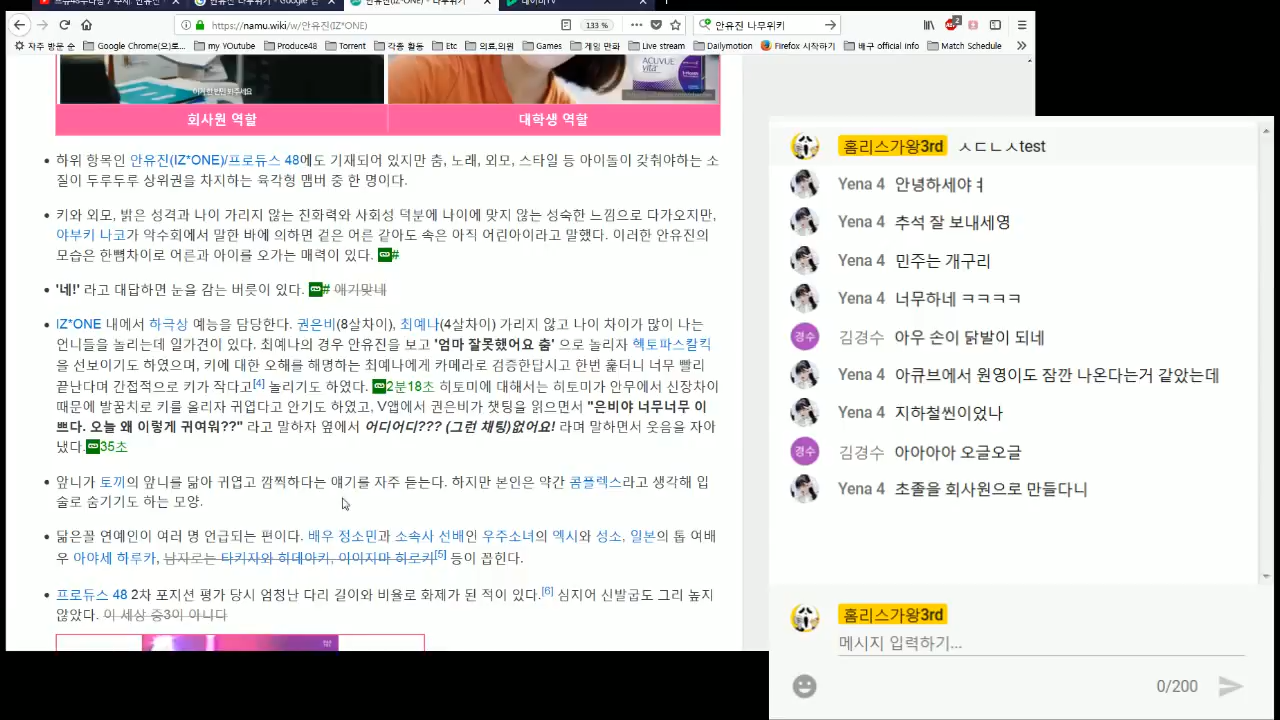 안유진(IZ*ONE) - 나무위키
네이버TV
https://namu.wiki/w/안유진(IZ*ONE)
133 %
안유진 나무위키
2
자주 방문 순
Google Chrome(으)로...
my YouTube
Produce48
Torrent
각종 활동
Etc
의료,의원
Games
게임 만화
Live stream
Dailymotion
Firefox 시작하기
배구 official info
Match Schedule
ACUVUE
vita
회사원 역할
대학생 역할
하위 항목인 안유진(IZ*ONE)/프로듀스 48에도 기재되어 있지만 춤, 노래, 외모, 스타일 등 아이돌이 갖춰야하는 소
질이 두루두루 상위권을 차지하는 육각형 멤버 중 한 명이다.
키와 외모, 밝은 성격과 나이 가리지 않는 친화력와 사회성 덕분에 나이에 맞지 않는 성숙한 느낌으로 다가오지만,
야부키 나코가 악수회에서 말한 바에 의하면 겉은 어른 같아도 속은 아직 어린아이라고 말했다. 이러한 안유진의
모습은 한뼘차이로 어른과 아이를 오가는 매력이 있다. #
'네!' 라고 대답하면 눈을 감는 버릇이 있다. # 애기맞네
IZ*ONE 내에서 하극상 예능을 담당한다. 권은비(8살차이), 최예나(4살차이) 가리지 않고 나이 차이가 많이 나는
언니들을 놀리는데 일가견이 있다. 최예나의 경우 안유진을 보고 '엄마 잘못했어요 춤' 으로 놀리자 헥토파스칼킥
을 선보이기도 하였으며, 키에 대한 오해를 해명하는 최예나에게 카메라로 검증한답시고 한번 훑더니 너무 빨리
끝난다며 간접적으로 키가 작다고[4] 놀리기도 하였다. 2분18초 히토미에 대해서는 히토미가 안무에서 신장차이
때문에 발꿈치로 키를 올리자 귀엽다고 안기도 하였고, V앱에서 권은비가 챗팅을 읽으면서 "은비야 너무너무 이
쁘다. 오늘 왜 이렇게 귀여워??" 라고 말하자 옆에서 어디어디??? (그런 채팅)없어요! 라며 말하면서 웃음을 자아
냈다. 35초
앞니가 토끼의 앞니를 닮아 귀엽고 깜찍하다는 얘기를 자주 듣는다. 하지만 본인은 약간 콤플렉스라고 생각해 입
술로 숨기기도 하는 모양.
닮은꼴 연예인이 여러 명 언급되는 편이다. 배우 정소민과 소속사 선배인 우주소녀의 엑시와 성소, 일본의 톱 여배
우 아야세 하루카, 남자로는 타키자와 히데아키, 이이지마 히로키[5] 등이 꼽힌다.
프로듀스 48 2차 포지션 평가 당시 엄청난 다리 길이와 비율로 화제가 된 적이 있다.[6] 심지어 신발굽도 그리 높지
않았다. 이 세상 중3이 아니다
홈리스가왕3rd ㅅㄷㄴㅅtest
Yena 4 안녕하세야ㅕ
Yena 4 추석 잘 보내세영
Yena 4 민주는 개구리
Yena 4 너무하네 ㅋㅋㅋㅋ
경수 김경수 아우 손이 닭발이 되네
Yena 4 아큐브에서 원영이도 잠깐 나온다는거 같았는데
Yena 4 지하철씬이었나
경수 김경수 아아아아 오글오글
Yena 4 초졸을 회사원으로 만들다니
홈리스가왕3rd
메시지 입력하기...
0/200